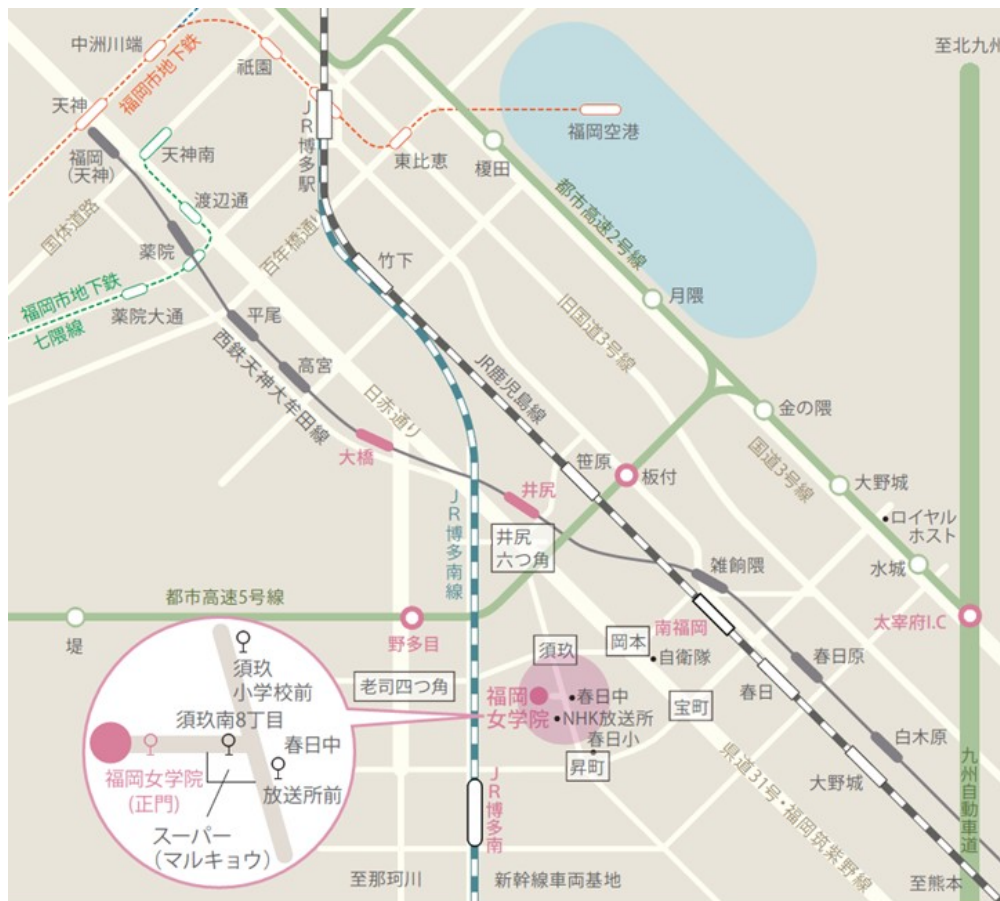 中洲川端
福岡市地下鉄
祇園
至北九州
天神
JR博多駅
福岡空港
天神南
福岡
(天神)
東比恵
榎田
渡辺通
国体道路
百年橋通り
都市高速2号線
薬院
竹下
月隈
福岡市地下鉄
七隈線
薬院大通
平尾
旧国道3号線
高宮
西鉄天神大牟田線
日赤通り
JR鹿児島線
金の隈
国道3号線
大橋
笹原
板付
井尻
大野城
ロイヤル
ホスト
JR博多南線
井尻
六つ角
雑餉隈
水城
都市高速5号線
堤
野多目
南福岡
岡本
太宰府I.C
須玖
自衛隊
春日原
老司四つ角
福岡
女学院
春日中
NHK放送所
春日小
宝町
春日
昇町
白木原
大野城
県道31号・福岡筑紫野線
九州自動車道
JR博多南
須玖
小学校前
須玖南8丁目
春日中
福岡女学院
(正門)
放送所前
スーパー
(マルキョウ)
至那珂川
新幹線車両基地
至熊本